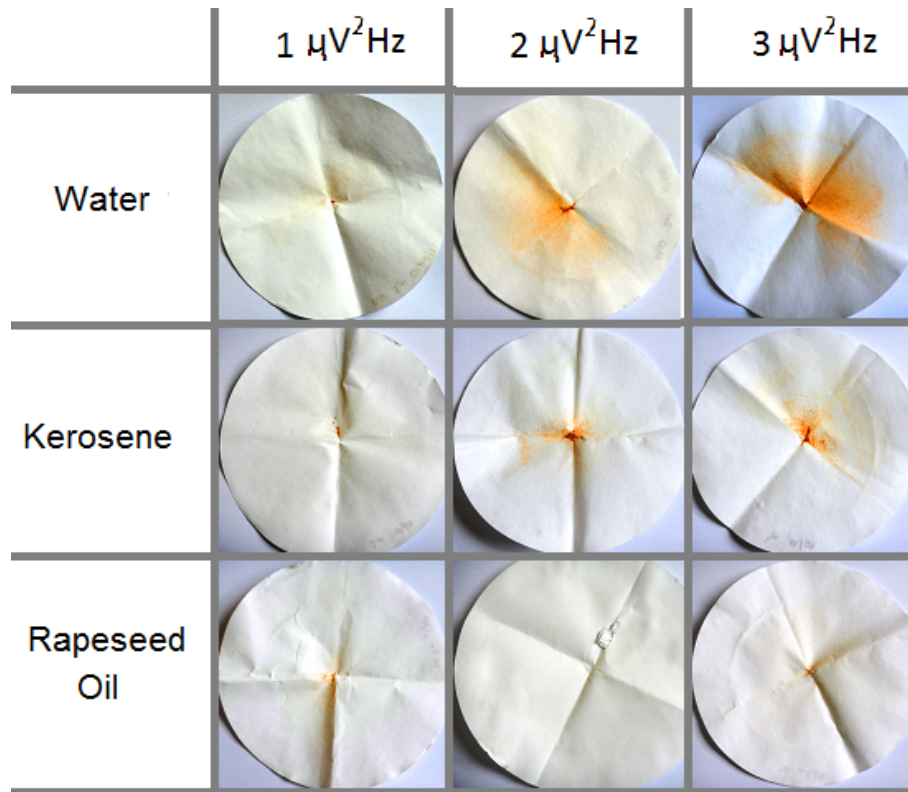 1 μV²Hz
2 μV²Hz
3 μV²Hz
Water
Kerosene
Rapeseed
Oil